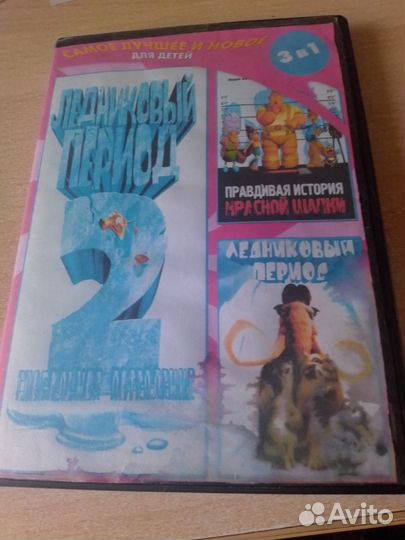 САМОЕ ЛУЧШЕЕ И НОВОЕ
ДЛЯ ДЕТЕЙ
3 в 1
ЛЕДНИКОВЫЙ
ПЕРИОД
2
ГЛОБАЛЬНОЕ ПОТЕПЛЕНИЕ
ПРАВДИВАЯ ИСТОРИЯ
КРАСНОЙ ШАПКИ
ЛЕДНИКОВЫЙ
ПЕРИОД
Avito